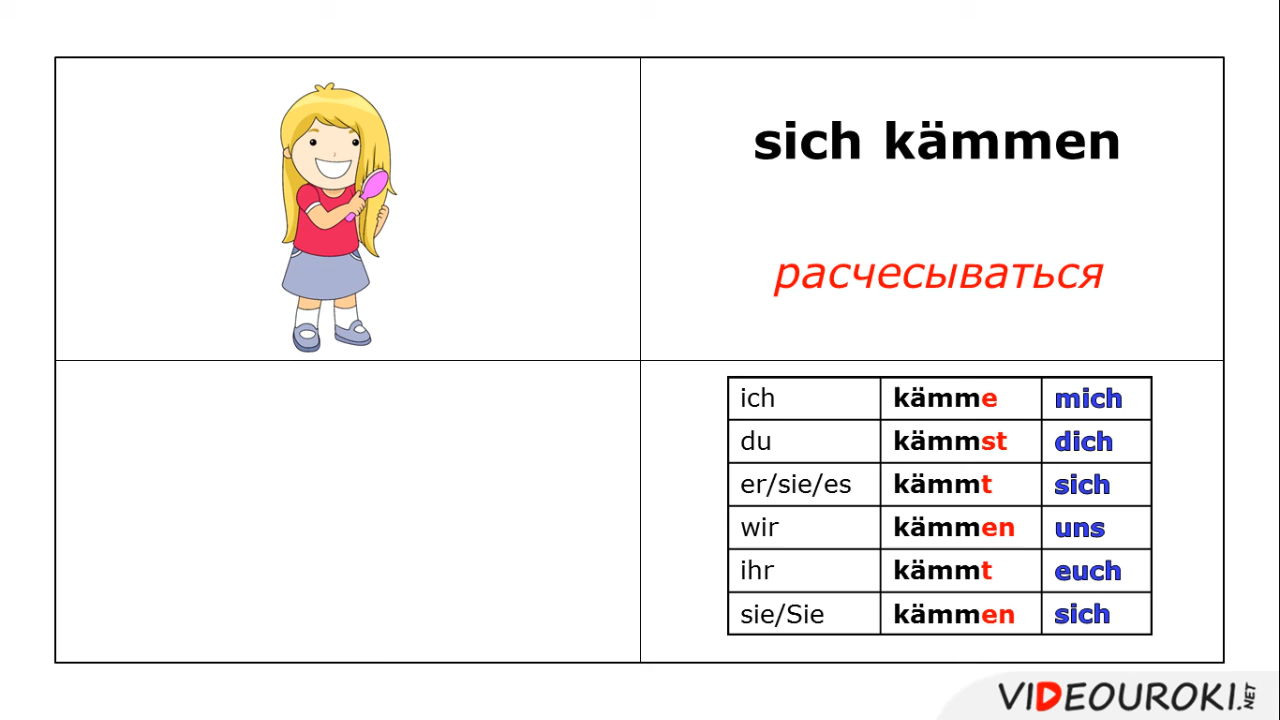 sich kämmen
расчесываться
ich kämme mich
du kämmst dich
er/sie/es kämmt sich
wir kämmen uns
ihr kämmt euch
sie/Sie kämmen sich
VIDEOUROKI.NET